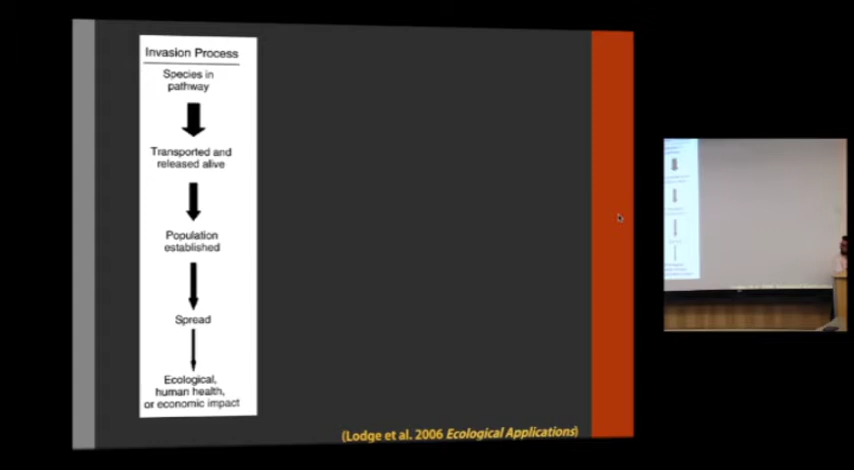 Invasion Process
Species in
pathway
Transported and
released alive
Population
established
Spread
Ecological,
human health,
or economic impact
(Lodge et al. 2006 Ecological Applications)